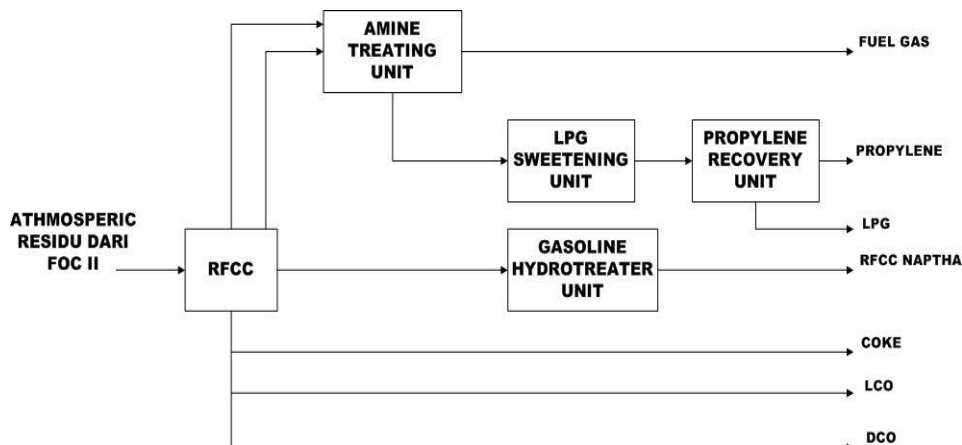 AMINE
TREATING
UNIT
FUEL GAS
LPG
SWEETENING
UNIT
PROPYLENE
RECOVERY
UNIT
PROPYLENE
LPG
ATHMOSPERIC
RESIDU DARI
FOC II
RFCC
GASOLINE
HYDROTREATER
UNIT
RFCC NAPTHA
COKE
LCO
DCO